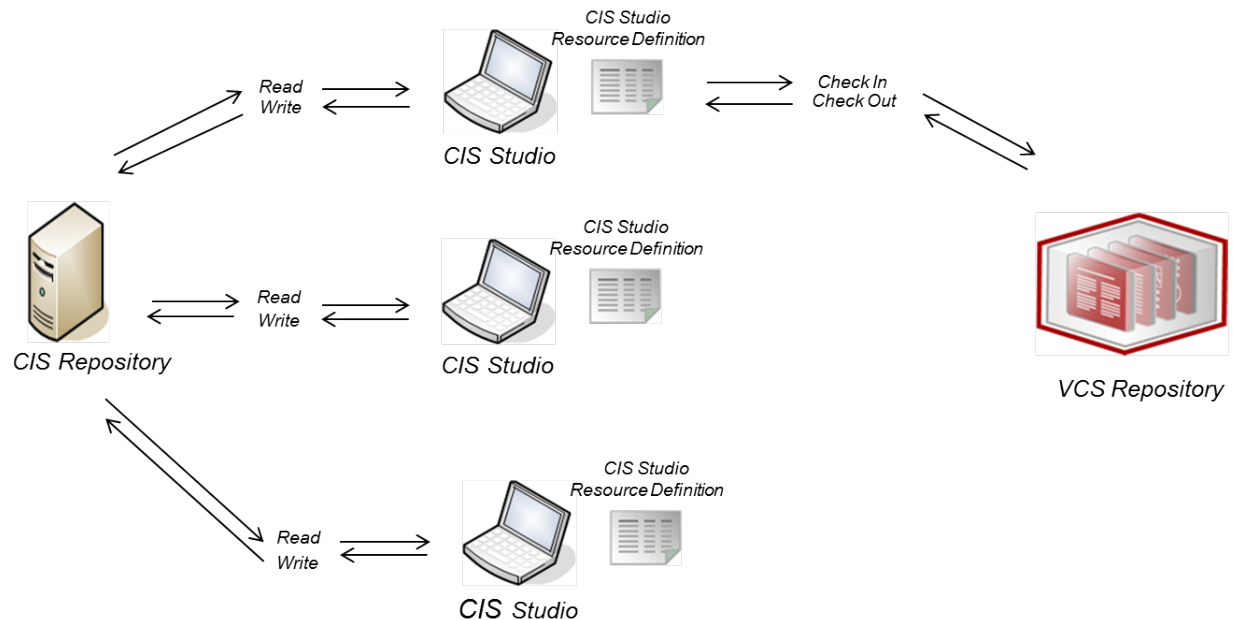 CIS Studio
Resource Definition
Read
Write
Check In
Check Out
CIS Studio
CIS Studio
Resource Definition
Read
Write
CIS Repository
CIS Studio
VCS Repository
CIS Studio
Resource Definition
Read
Write
CIS Studio